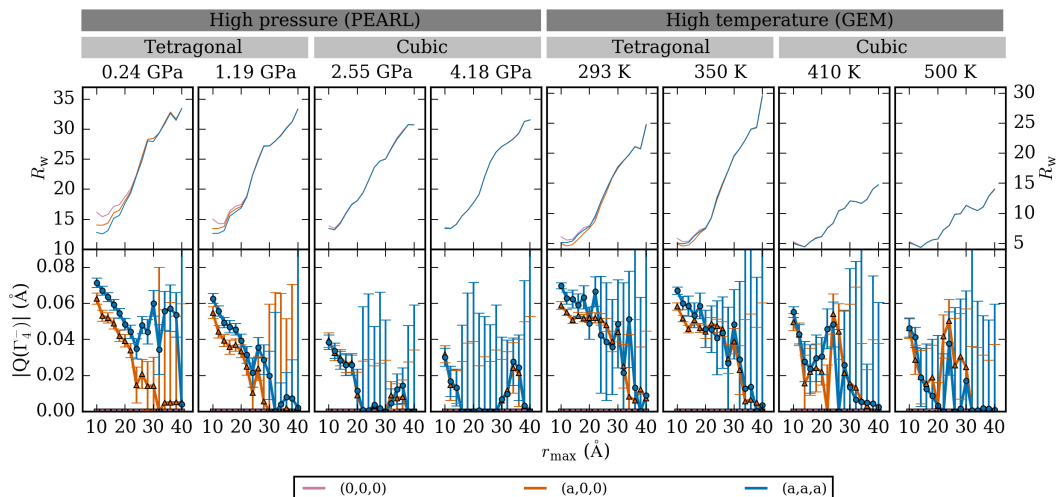 High pressure (PEARL) High temperature (GEM)
Tetragonal Cubic Tetragonal Cubic
0.24 GPa 1.19 GPa 2.55 GPa 4.18 GPa 293 K 350 K 410 K 500 K
35 30 25 20 15 10
R_w
30 25 20 15 10 5
R_w
0.08 0.06 0.04 0.02 0.00
|Q(Γ₄⁻)| (Å)
10 20 30 40 10 20 30 40 10 20 30 40 10 20 30 40 10 20 30 40 10 20 30 40 10 20 30 40 10 20 30 40
r_max (Å)
(0,0,0) (a,0,0) (a,a,a)